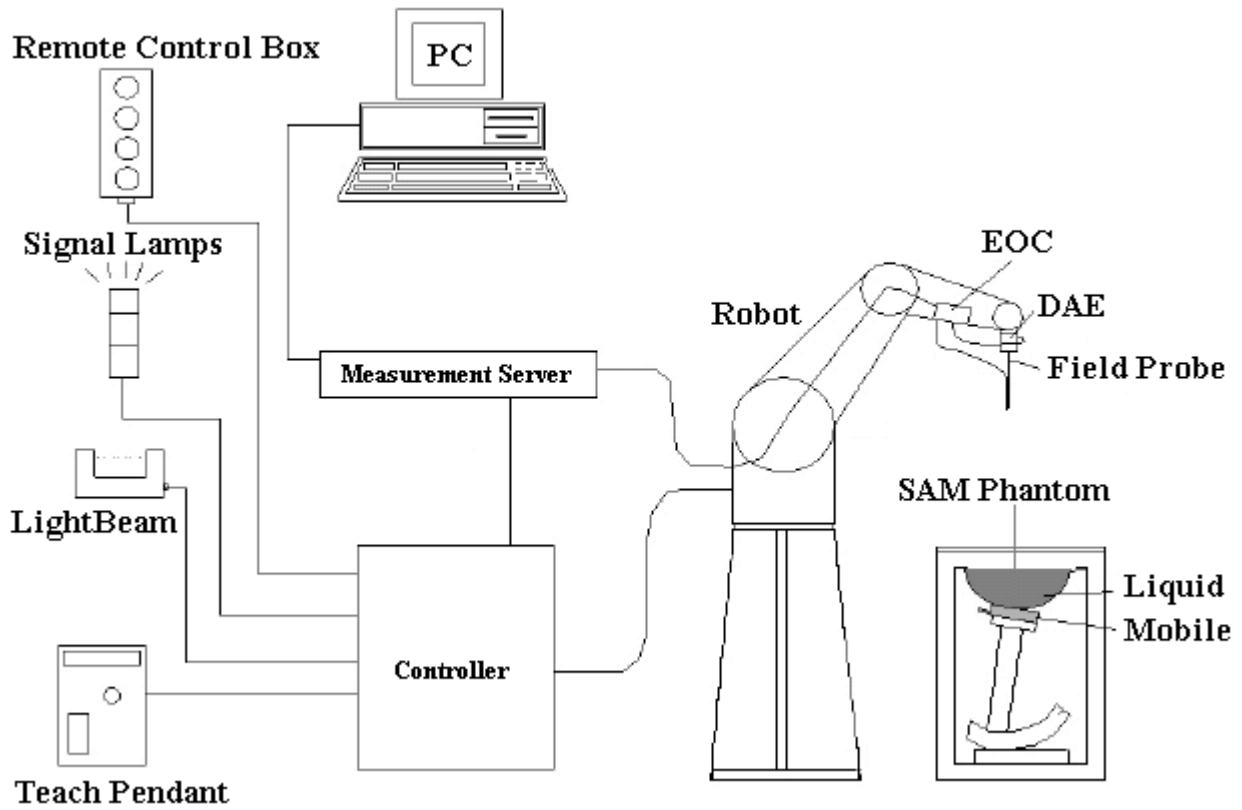 Remote Control Box
PC
Signal Lamps
EOC
DAE
Robot
Field Probe
Measurement Server
LightBeam
SAM Phantom
Liquid
Mobile
Controller
Teach Pendant